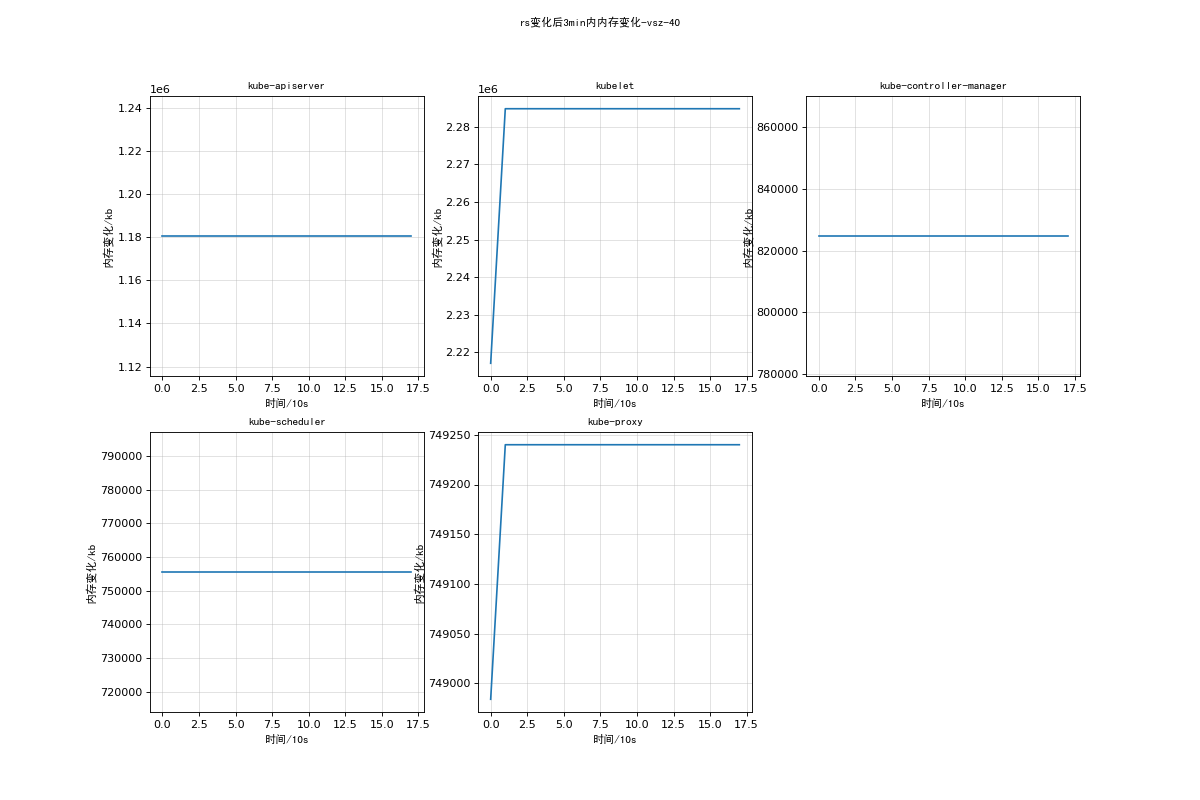 rs变化后3min内内存变化-vsz-40
kube-apiserver
1e6
1.24
1.22
1.20
1.18
1.16
1.14
1.12
内存变化/kb
0.0 2.5 5.0 7.5 10.0 12.5 15.0 17.5
时间/10s
kubelet
1e6
2.28
2.27
2.26
2.25
2.24
2.23
2.22
内存变化/kb
0.0 2.5 5.0 7.5 10.0 12.5 15.0 17.5
时间/10s
kube-controller-manager
860000
840000
820000
800000
780000
内存变化/kb
0.0 2.5 5.0 7.5 10.0 12.5 15.0 17.5
时间/10s
kube-scheduler
790000
780000
770000
760000
750000
740000
730000
720000
内存变化/kb
0.0 2.5 5.0 7.5 10.0 12.5 15.0 17.5
时间/10s
kube-proxy
749250
749200
749150
749100
749050
749000
内存变化/kb
0.0 2.5 5.0 7.5 10.0 12.5 15.0 17.5
时间/10s